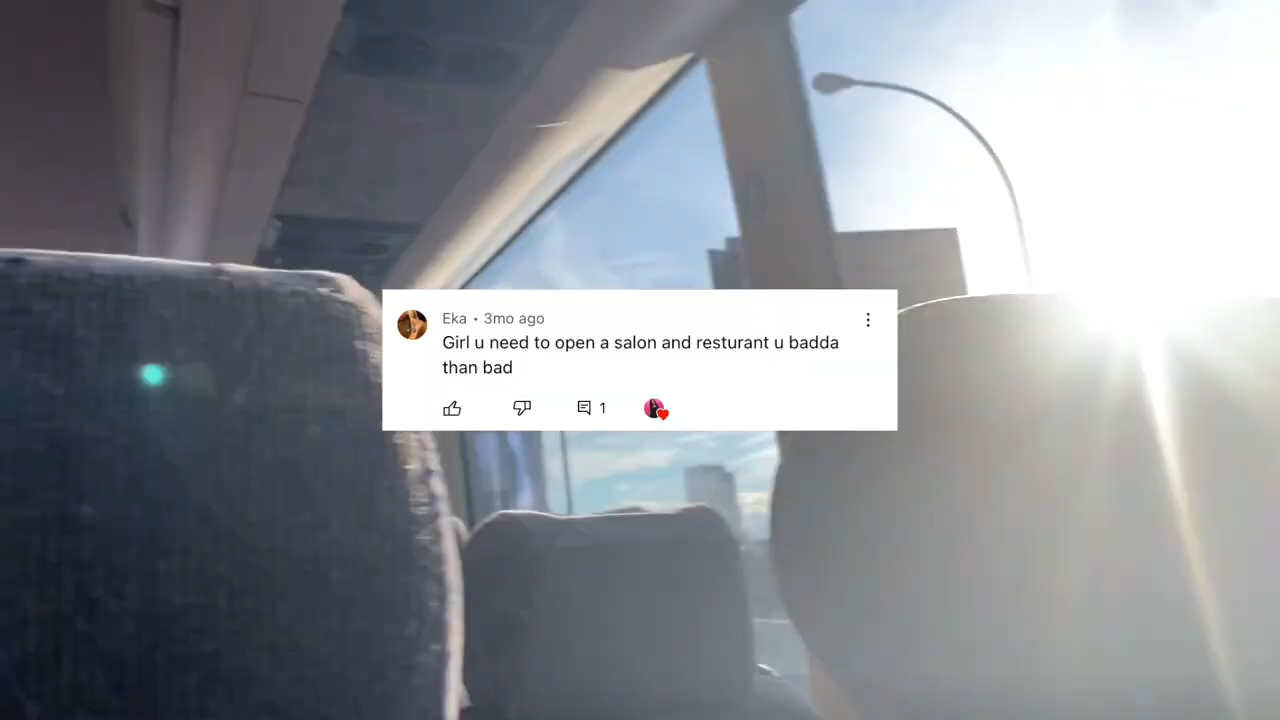 Eka • 3mo ago
Girl u need to open a salon and resturant u badda
than bad
1